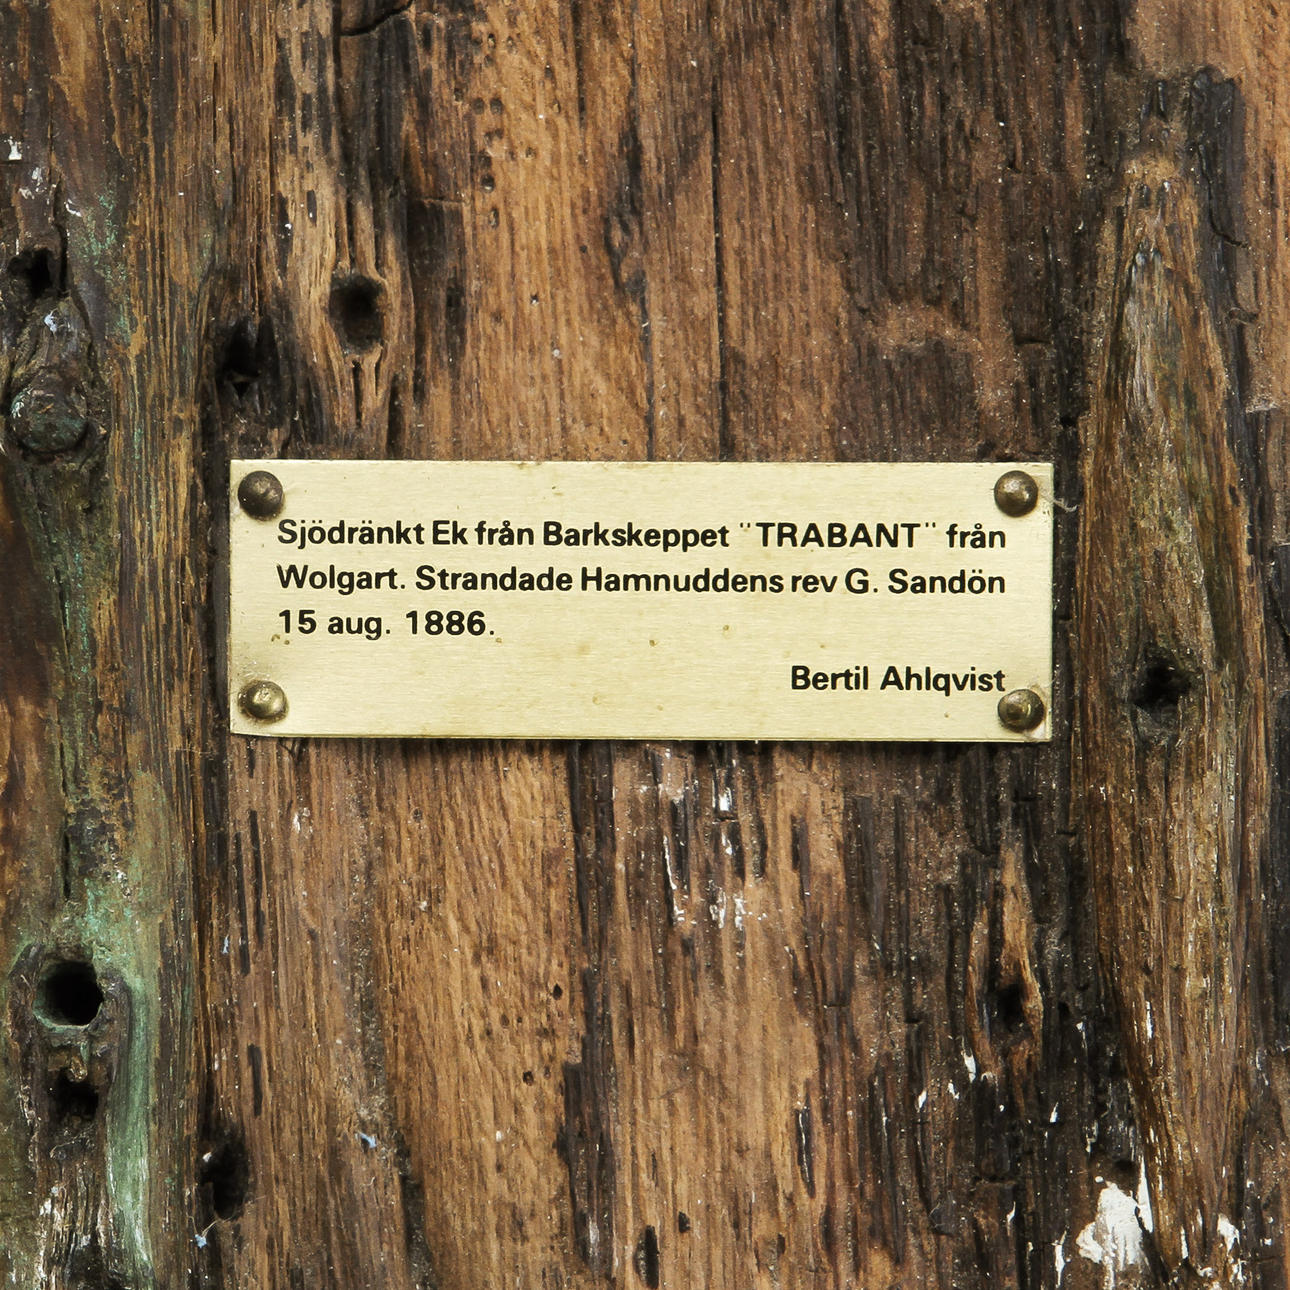 Sjödränkt Ek från Barkskeppet "TRABANT" från
Wolgart. Strandade Hamnuddens rev G. Sandön
15 aug. 1886.
Bertil Ahlqvist